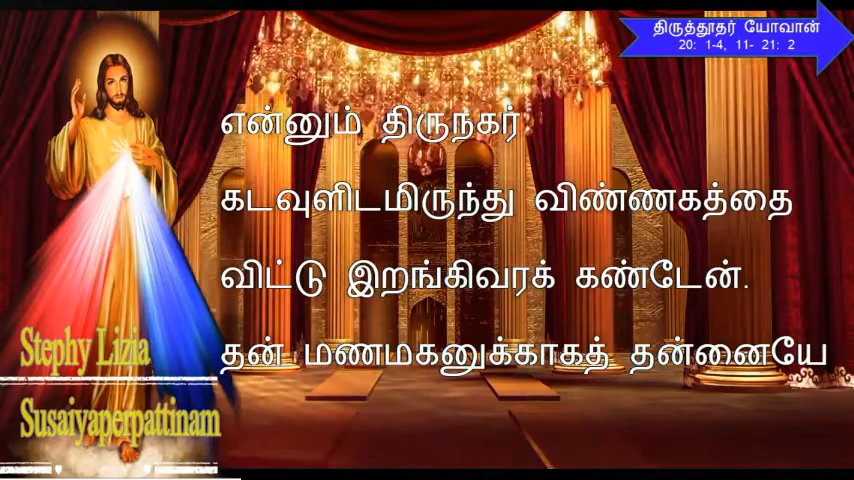 திருத்தூதர் யோவான்
20: 1-4, 11- 21: 2
என்னும் திருநகர்
கடவுளிடமிருந்து விண்ணகத்தை
விட்டு இறங்கிவரக் கண்டேன்.
தன் மணமகனுக்காகத் தன்னையே
Stephy Lizia
Susaiyaperpattinam